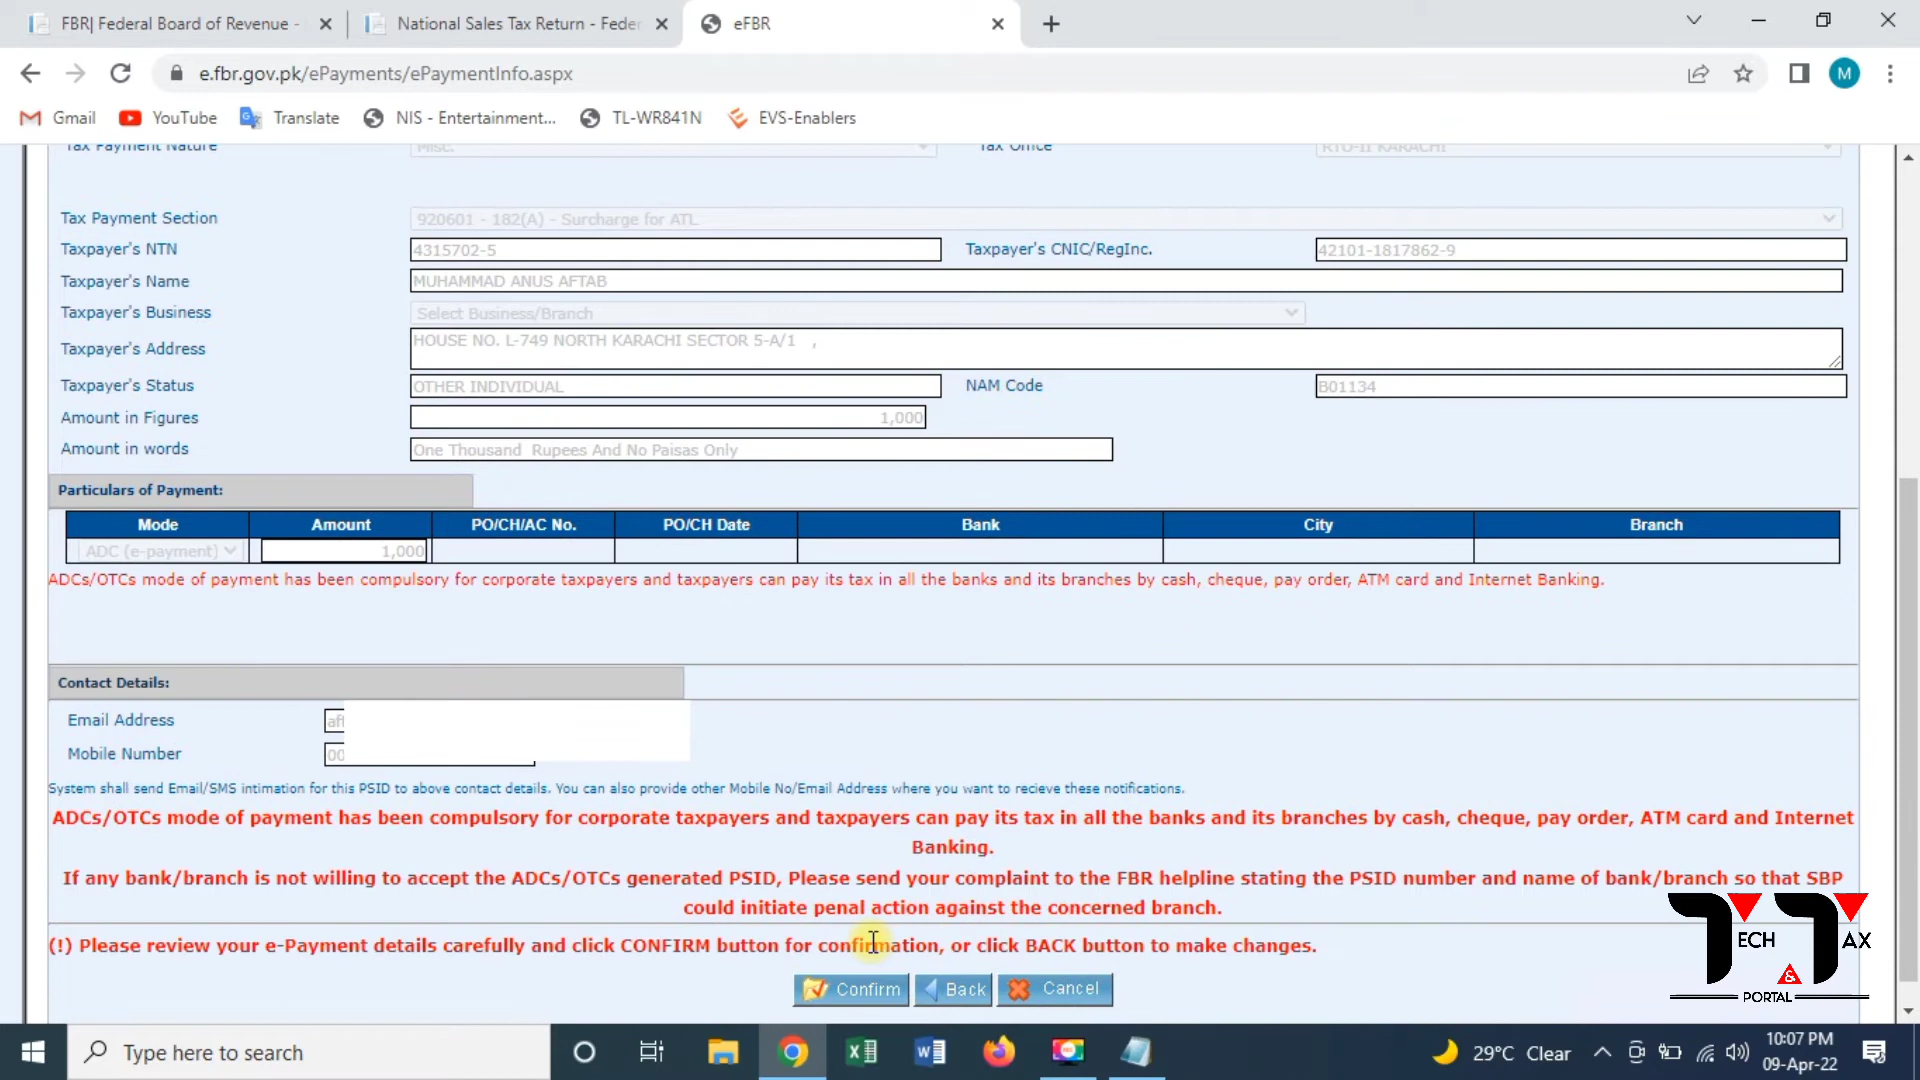 FBR| Federal Board of Revenue -
National Sales Tax Return - Feder
eFBR
e.fbr.gov.pk/ePayments/ePaymentInfo.aspx
M
Gmail
YouTube
Translate
NIS - Entertainment...
TL-WR841N
EVS-Enablers
Tax Payment Nature Misc. Tax Office RTO-II KARACHI
Tax Payment Section 920601 - 182(A) - Surcharge for ATL
Taxpayer's NTN 4315702-5 Taxpayer's CNIC/RegInc. 42101-1817862-9
Taxpayer's Name MUHAMMAD ANUS AFTAB
Taxpayer's Business Select Business/Branch
Taxpayer's Address HOUSE NO. L-749 NORTH KARACHI SECTOR 5-A/1 ,
Taxpayer's Status OTHER INDIVIDUAL NAM Code B01134
Amount in Figures 1,000
Amount in words One Thousand Rupees And No Paisas Only
Particulars of Payment:
Mode Amount PO/CH/AC No. PO/CH Date Bank City Branch
ADC (e-payment) 1,000
ADCs/OTCs mode of payment has been compulsory for corporate taxpayers and taxpayers can pay its tax in all the banks and its branches by cash, cheque, pay order, ATM card and Internet Banking.
Contact Details:
Email Address af
Mobile Number 00
System shall send Email/SMS intimation for this PSID to above contact details. You can also provide other Mobile No/Email Address where you want to recieve these notifications.
ADCs/OTCs mode of payment has been compulsory for corporate taxpayers and taxpayers can pay its tax in all the banks and its branches by cash, cheque, pay order, ATM card and Internet
Banking.
If any bank/branch is not willing to accept the ADCs/OTCs generated PSID, Please send your complaint to the FBR helpline stating the PSID number and name of bank/branch so that SBP
could initiate penal action against the concerned branch.
(!) Please review your e-Payment details carefully and click CONFIRM button for confirmation, or click BACK button to make changes.
Confirm Back Cancel
TECH & TAX
PORTAL
Type here to search
29°C Clear
10:07 PM
09-Apr-22